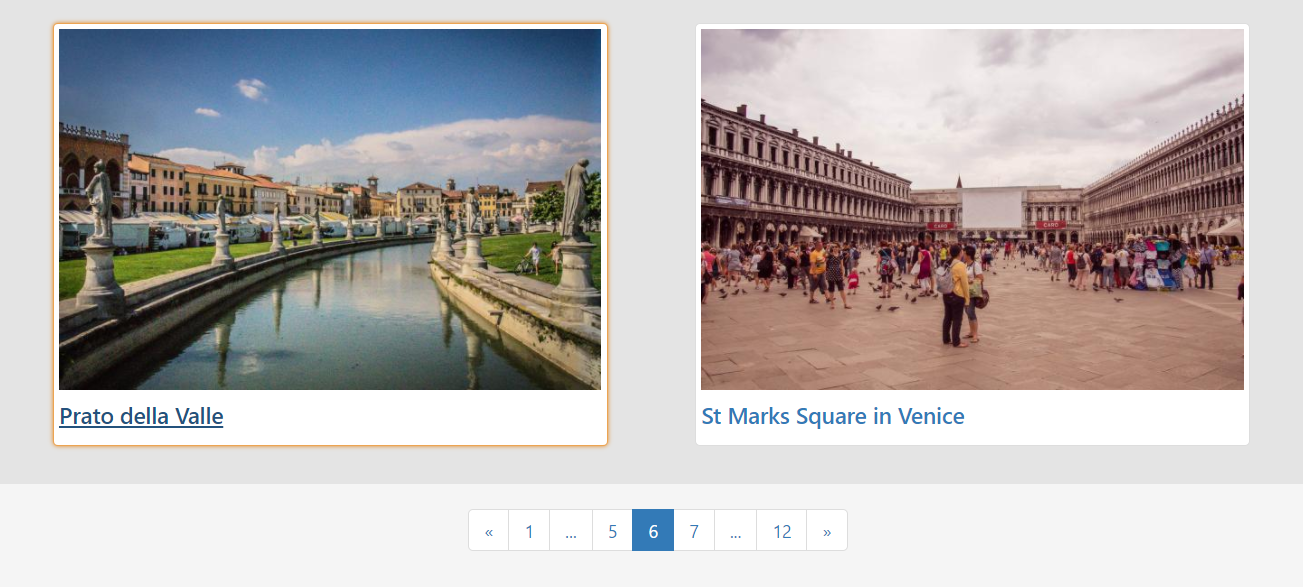 Prato della Valle
St Marks Square in Venice
« 1 ... 5 6 7 ... 12 »